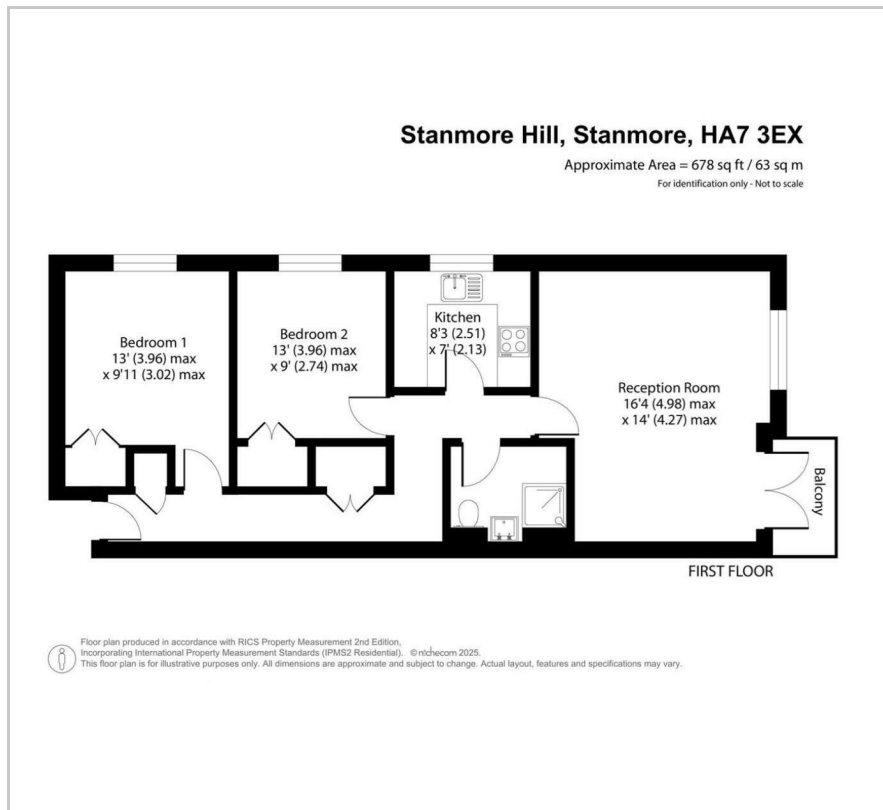 Stanmore Hill, Stanmore, HA7 3EX
Approximate Area = 678 sq ft / 63 sq m
For identification only - Not to scale
Bedroom 1
13' (3.96) max
x 9'11 (3.02) max
Bedroom 2
13' (3.96) max
x 9' (2.74) max
Kitchen
8'3 (2.51)
x 7' (2.13)
Reception Room
16'4 (4.98) max
x 14' (4.27) max
Balcony
FIRST FLOOR
Floor plan produced in accordance with RICS Property Measurement 2nd Edition,
Incorporating International Property Measurement Standards (IPMS2 Residential). © nichecom 2025.
This floor plan is for illustrative purposes only. All dimensions are approximate and subject to change. Actual layout, features and specifications may vary.